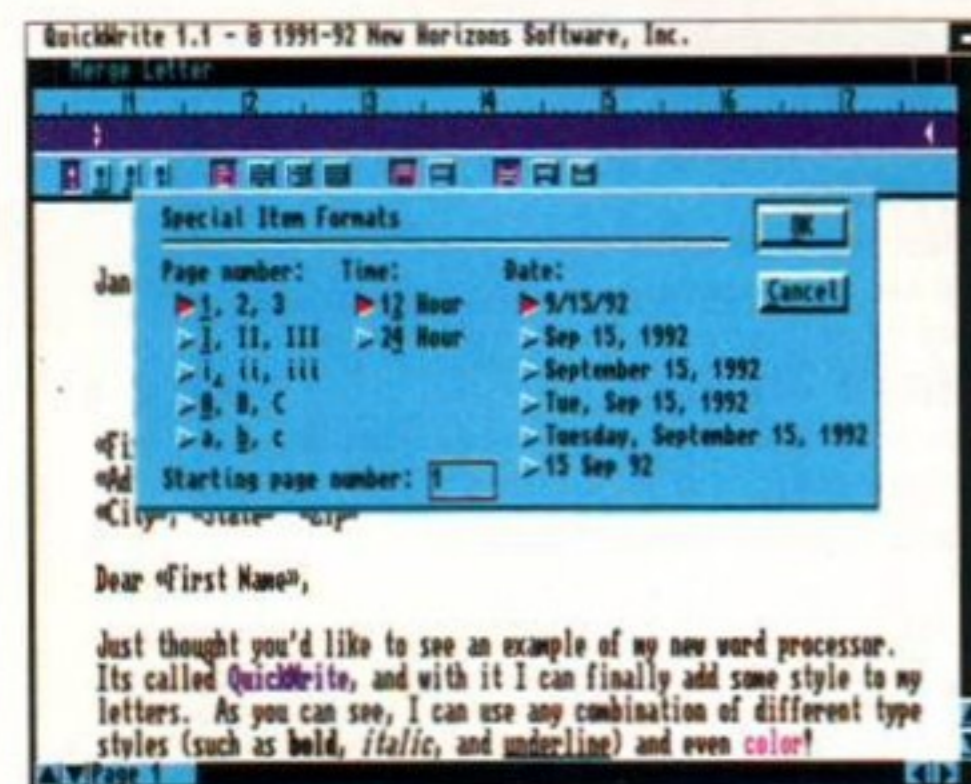 QuickWrite 1.1 - © 1991-92 New Horizons Software, Inc.
Merge Letter
1 2 3 4 5 6 7
Special Item Formats
OK
Page number: Time: Date:
Cancel
Jan
1, 2, 3 12 Hour 9/15/92
I, II, III 24 Hour Sep 15, 1992
i, ii, iii September 15, 1992
A, B, C Tue, Sep 15, 1992
a, b, c Tuesday, September 15, 1992
15 Sep 92
Starting page number: 1
«Fi
«Ad
«City», «State» «Zip»
Dear «First Name»,
Just thought you'd like to see an example of my new word processor.
Its called QuickWrite, and with it I can finally add some style to my
letters. As you can see, I can use any combination of different type
styles (such as bold, italic, and underline) and even color!
Page 1